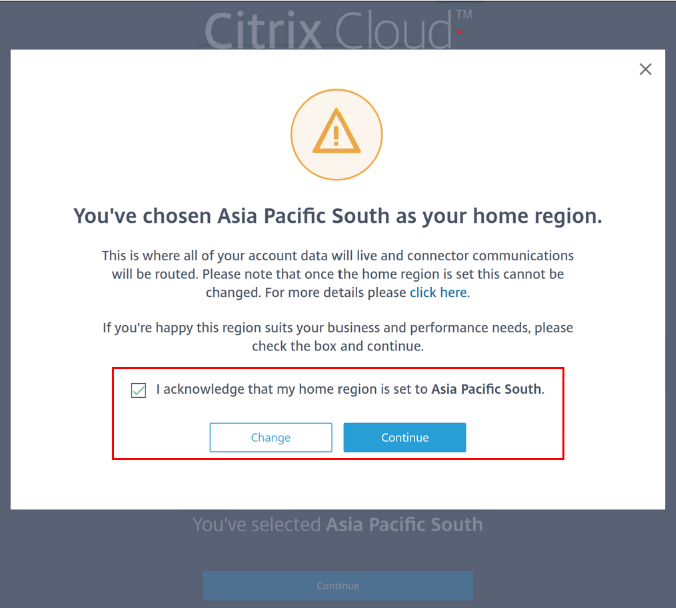 Citrix Cloud™
You've chosen Asia Pacific South as your home region.
This is where all of your account data will live and connector communications
will be routed. Please note that once the home region is set this cannot be
changed. For more details please click here.
If you're happy this region suits your business and performance needs, please
check the box and continue.
I acknowledge that my home region is set to Asia Pacific South.
Change
Continue
You've selected Asia Pacific South
Continue